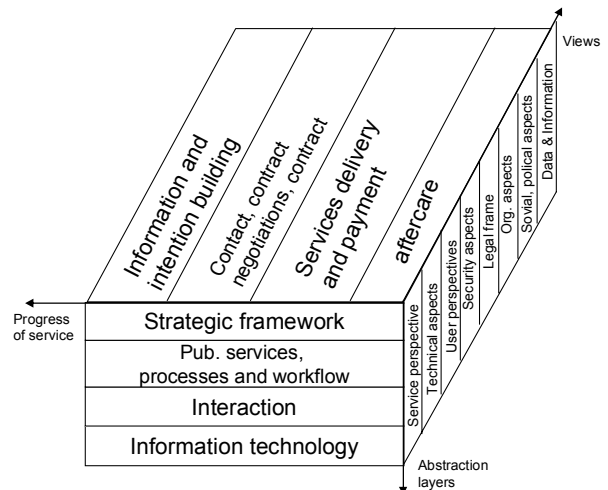 Views
Information and
intention building
Contact, contract
negotiations, contract
Services delivery
and payment
aftercare
Service perspective
Technical aspects
User perspectives
Security aspects
Legal frame
Org. aspects
Sovial, polical aspects
Data & Information
Progress
of service
Strategic framework
Pub. services,
processes and workflow
Interaction
Information technology
Abstraction
layers